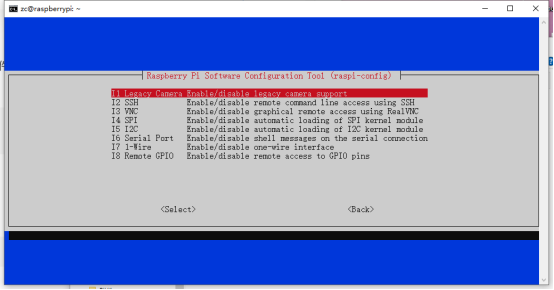 zc@raspberrypi: ~
Raspberry Pi Software Configuration Tool (raspi-config)
I1 Legacy Camera Enable/disable legacy camera support
I2 SSH Enable/disable remote command line access using SSH
I3 VNC Enable/disable graphical remote access using RealVNC
I4 SPI Enable/disable automatic loading of SPI kernel module
I5 I2C Enable/disable automatic loading of I2C kernel module
I6 Serial Port Enable/disable shell messages on the serial connection
I7 1-Wire Enable/disable one-wire interface
I8 Remote GPIO Enable/disable remote access to GPIO pins
<Select> <Back>